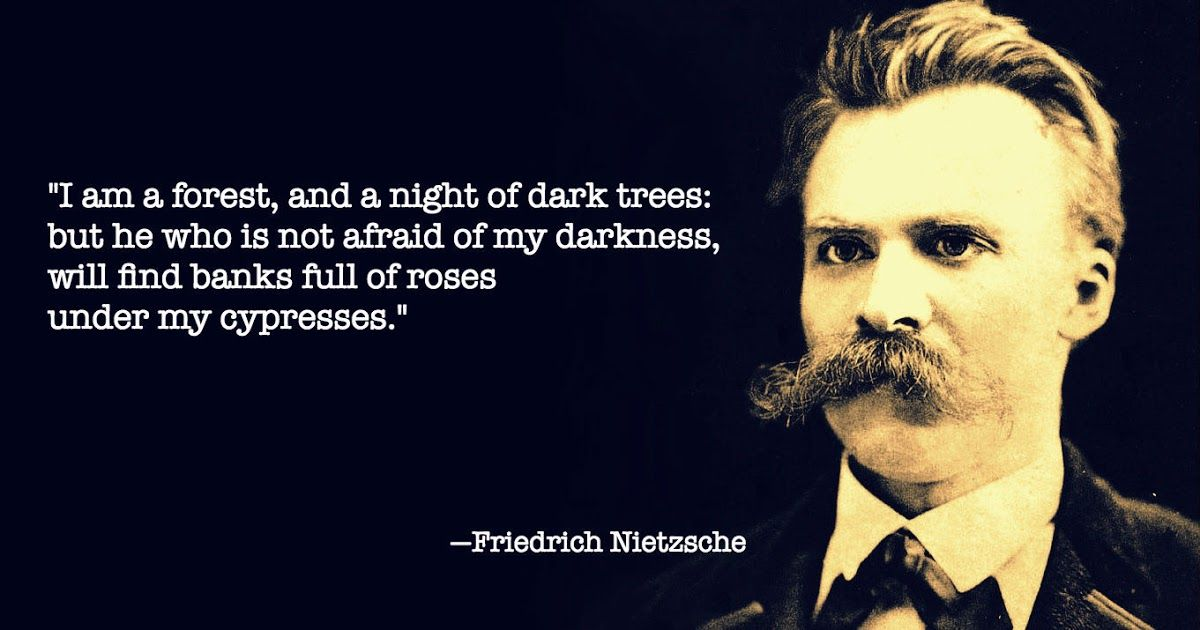 "I am a forest, and a night of dark trees:
but he who is not afraid of my darkness,
will find banks full of roses
under my cypresses."
—Friedrich Nietzsche